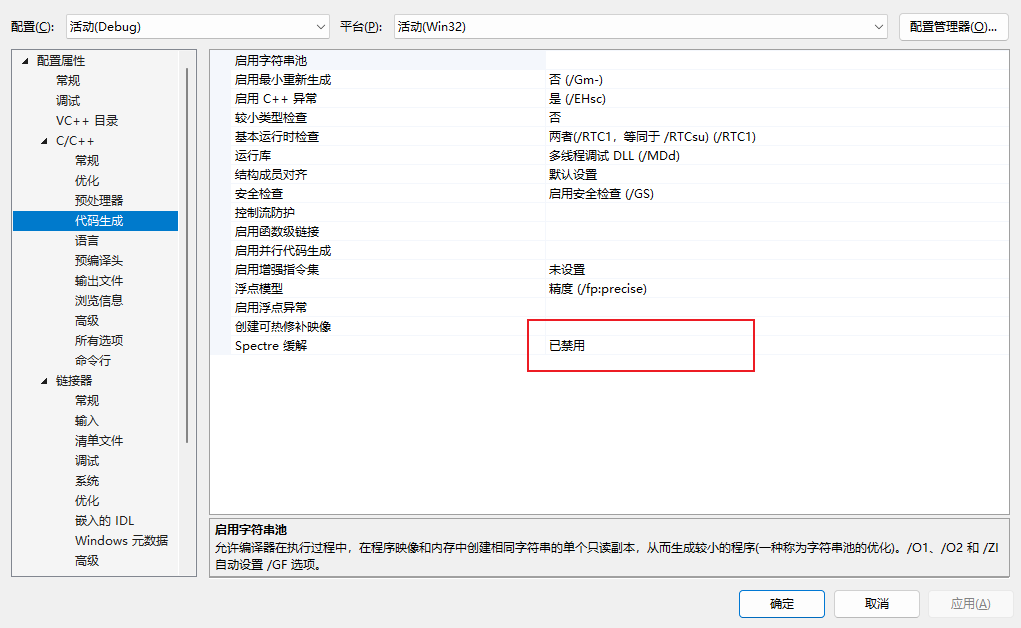 配置(C): 活动(Debug) 平台(P): 活动(Win32) 配置管理器(O)...
配置属性
常规
调试
VC++ 目录
C/C++
常规
优化
预处理器
代码生成
语言
预编译头
输出文件
浏览信息
高级
所有选项
命令行
链接器
常规
输入
清单文件
调试
系统
优化
嵌入的 IDL
Windows 元数据
高级
启用字符串池
启用最小重新生成 否 (/Gm-)
启用 C++ 异常 是 (/EHsc)
较小类型检查 否
基本运行时检查 两者(/RTC1，等同于 /RTCsu) (/RTC1)
运行库 多线程调试 DLL (/MDd)
结构成员对齐 默认设置
安全检查 启用安全检查 (/GS)
控制流防护
启用函数级链接
启用并行代码生成
启用增强指令集 未设置
浮点模型 精度 (/fp:precise)
启用浮点异常
创建可热修补映像
Spectre 缓解 已禁用
启用字符串池
允许编译器在执行过程中，在程序映像和内存中创建相同字符串的单个只读副本，从而生成较小的程序(一种称为字符串池的优化)。/O1、/O2 和 /ZI
自动设置 /GF 选项。
确定 取消 应用(A)